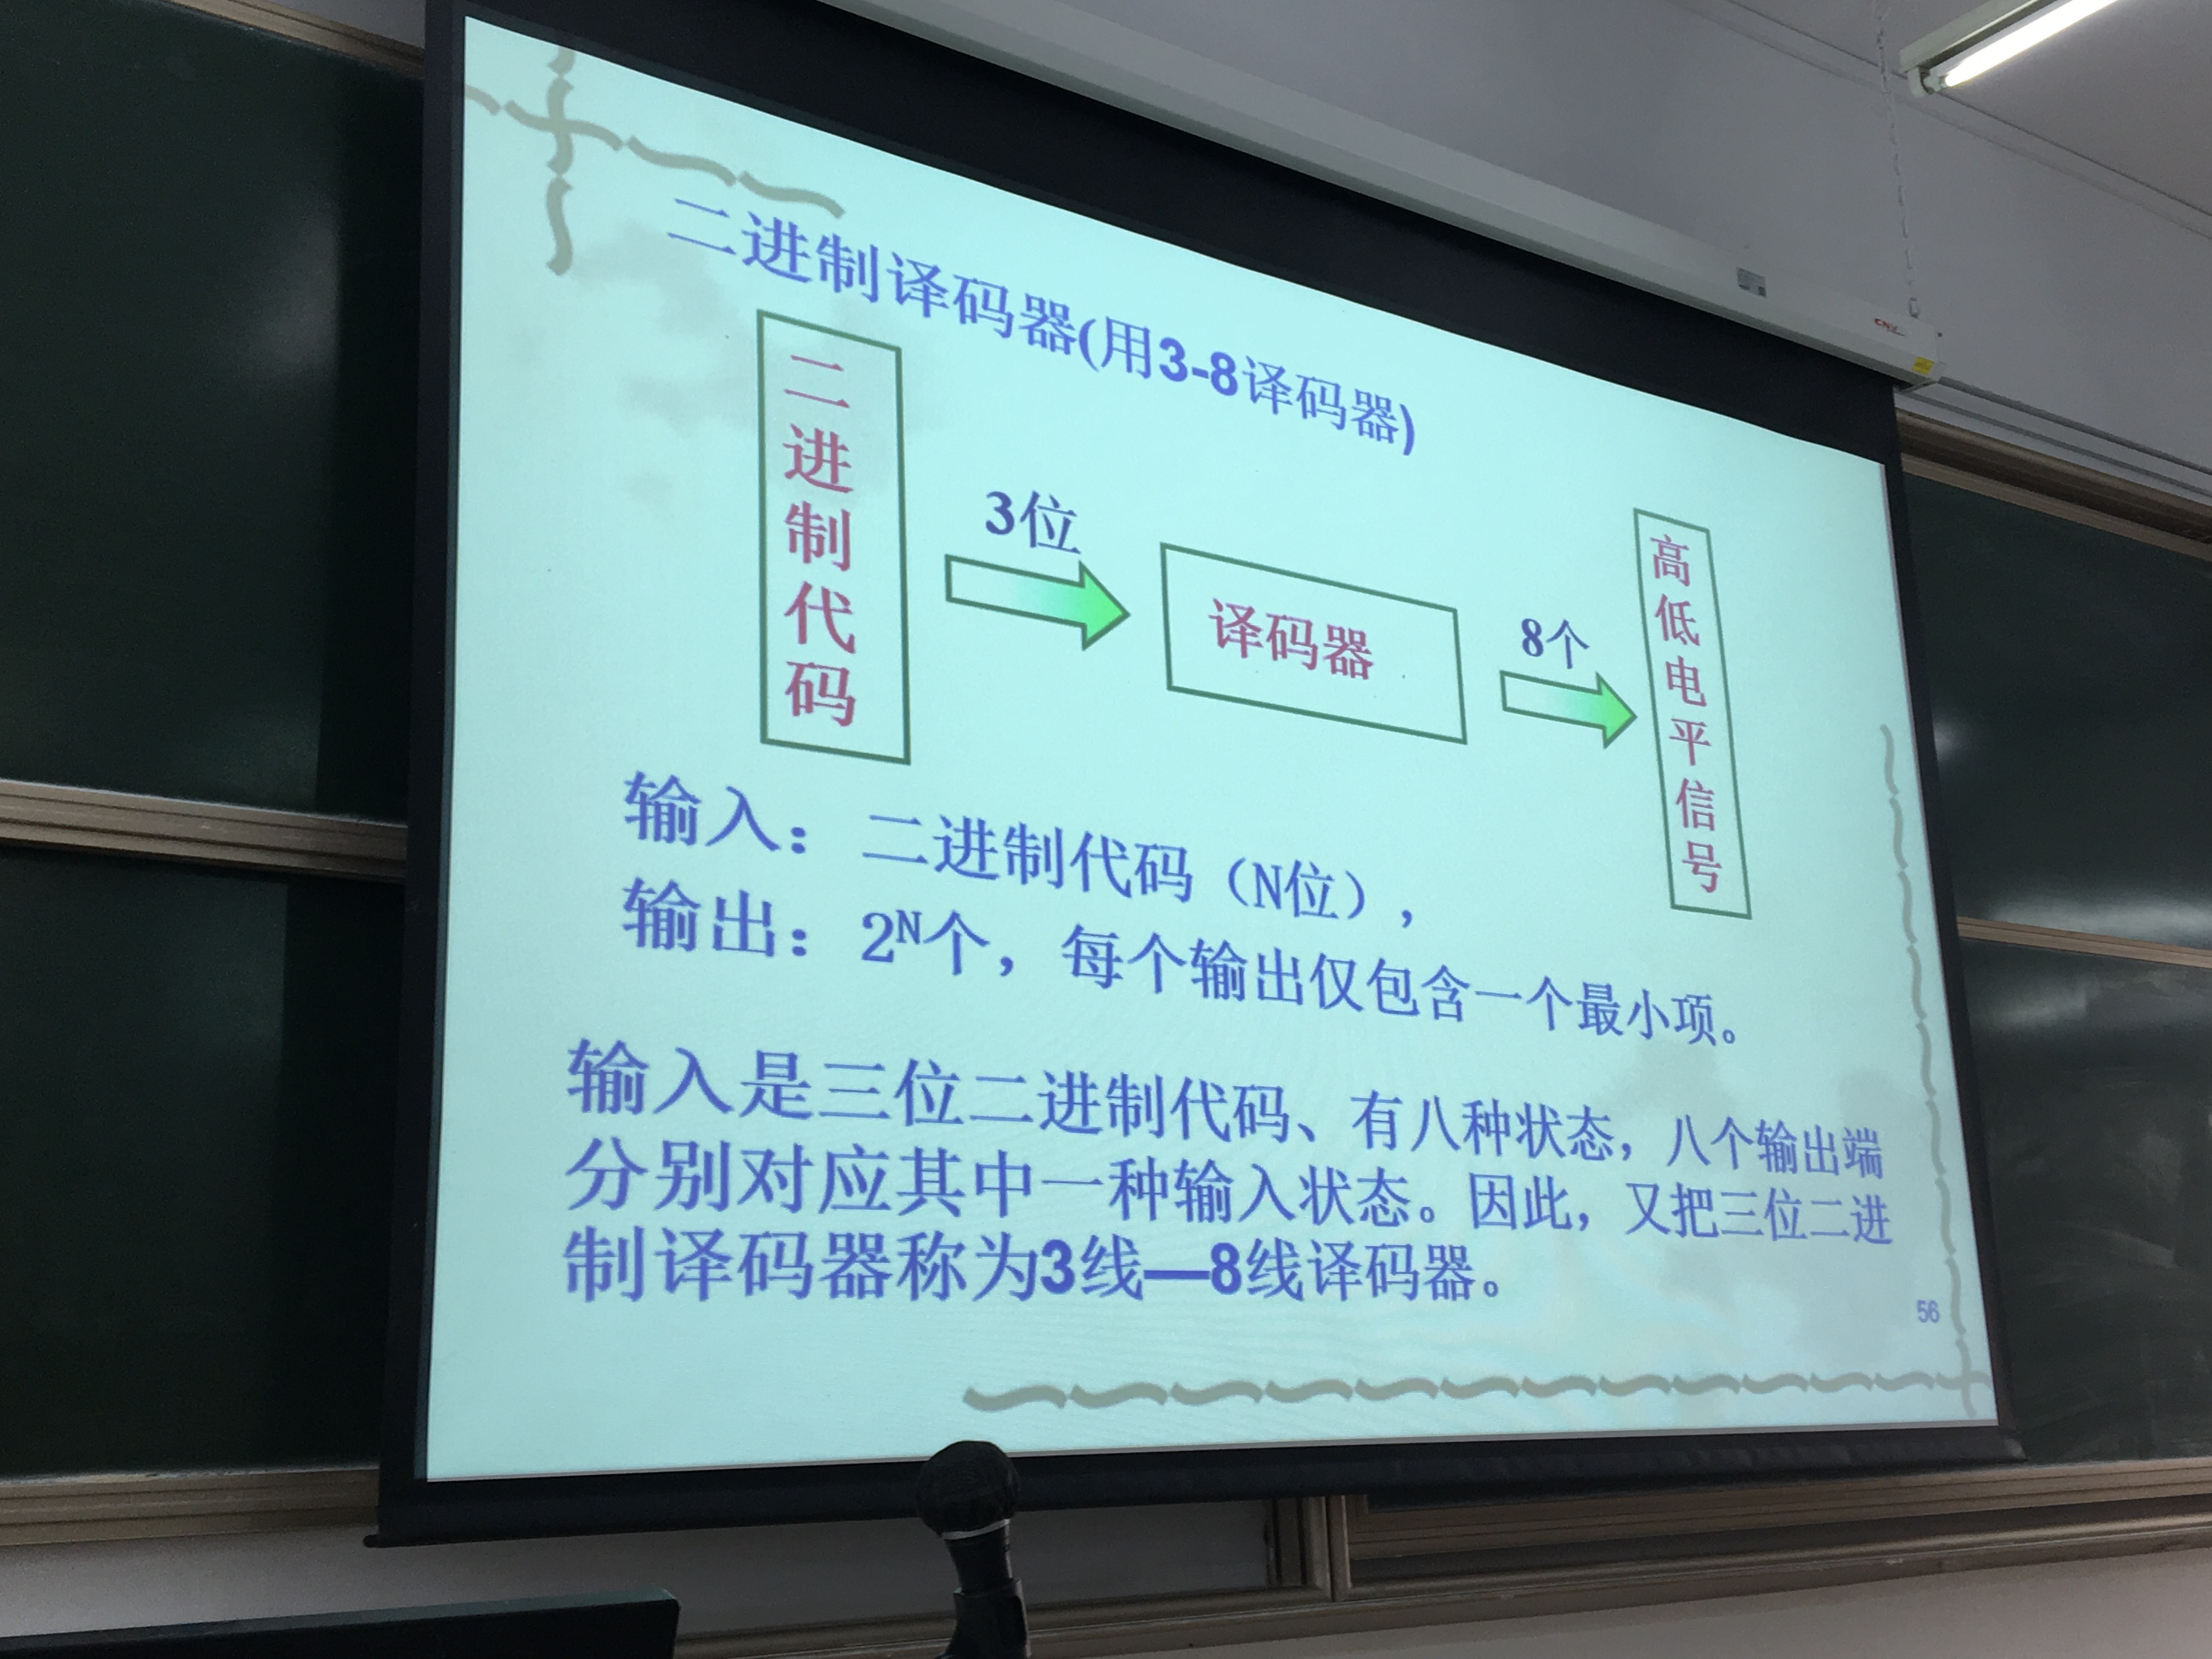 二进制译码器(用3-8译码器)
二进制代码
3位
译码器
8个
高低电平信号
输入：二进制代码（N位），
输出：2ᴺ个，每个输出仅包含一个最小项。
输入是三位二进制代码、有八种状态，八个输出端
分别对应其中一种输入状态。因此，又把三位二进
制译码器称为3线—8线译码器。
56